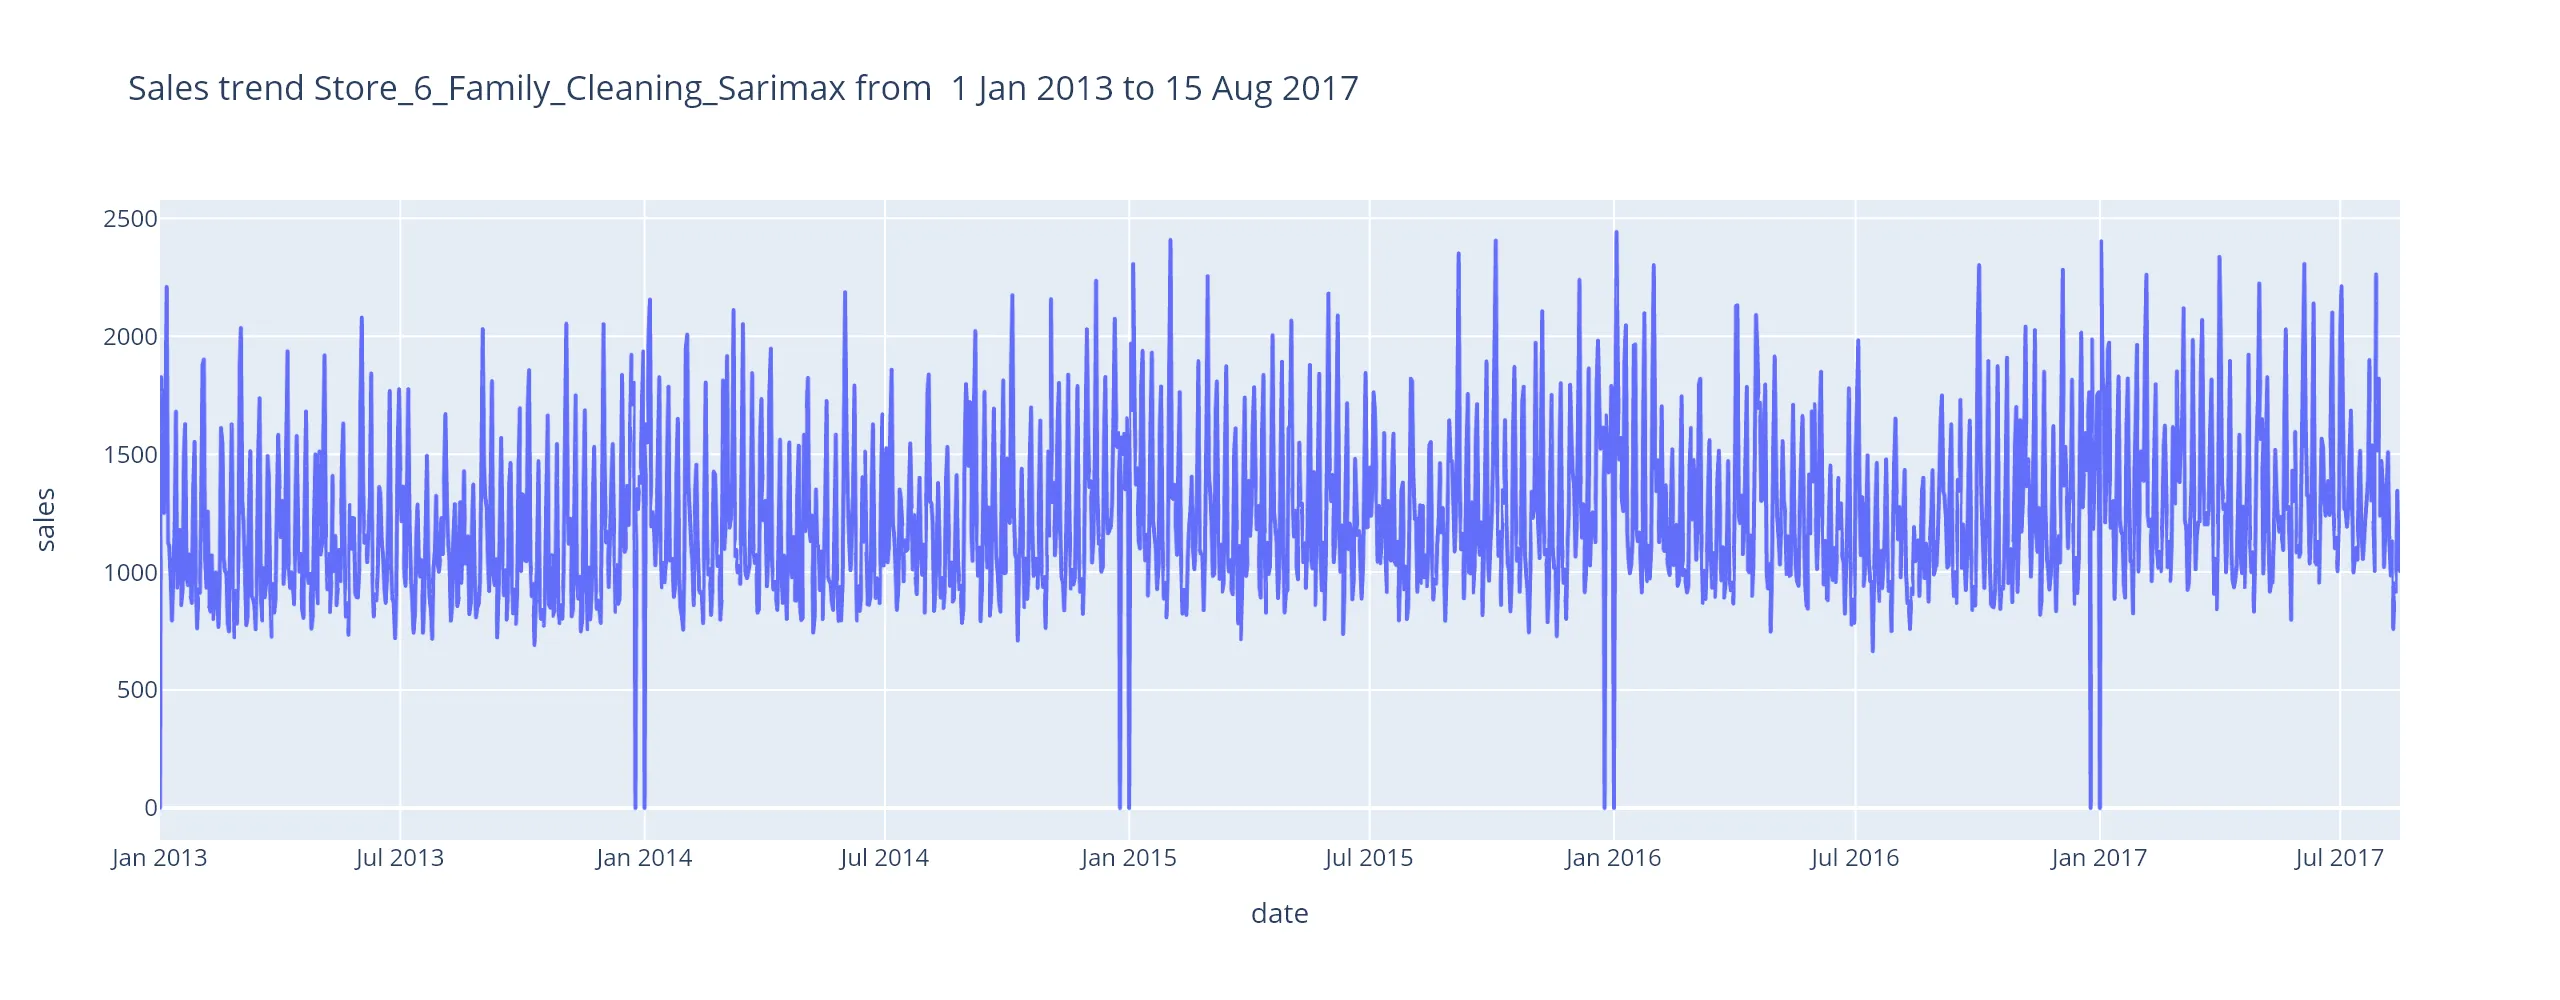 Sales trend Store_6_Family_Cleaning_Sarimax from  1 Jan 2013 to 15 Aug 2017
2500
2000
1500
1000
500
0
sales
Jan 2013 Jul 2013 Jan 2014 Jul 2014 Jan 2015 Jul 2015 Jan 2016 Jul 2016 Jan 2017 Jul 2017
date